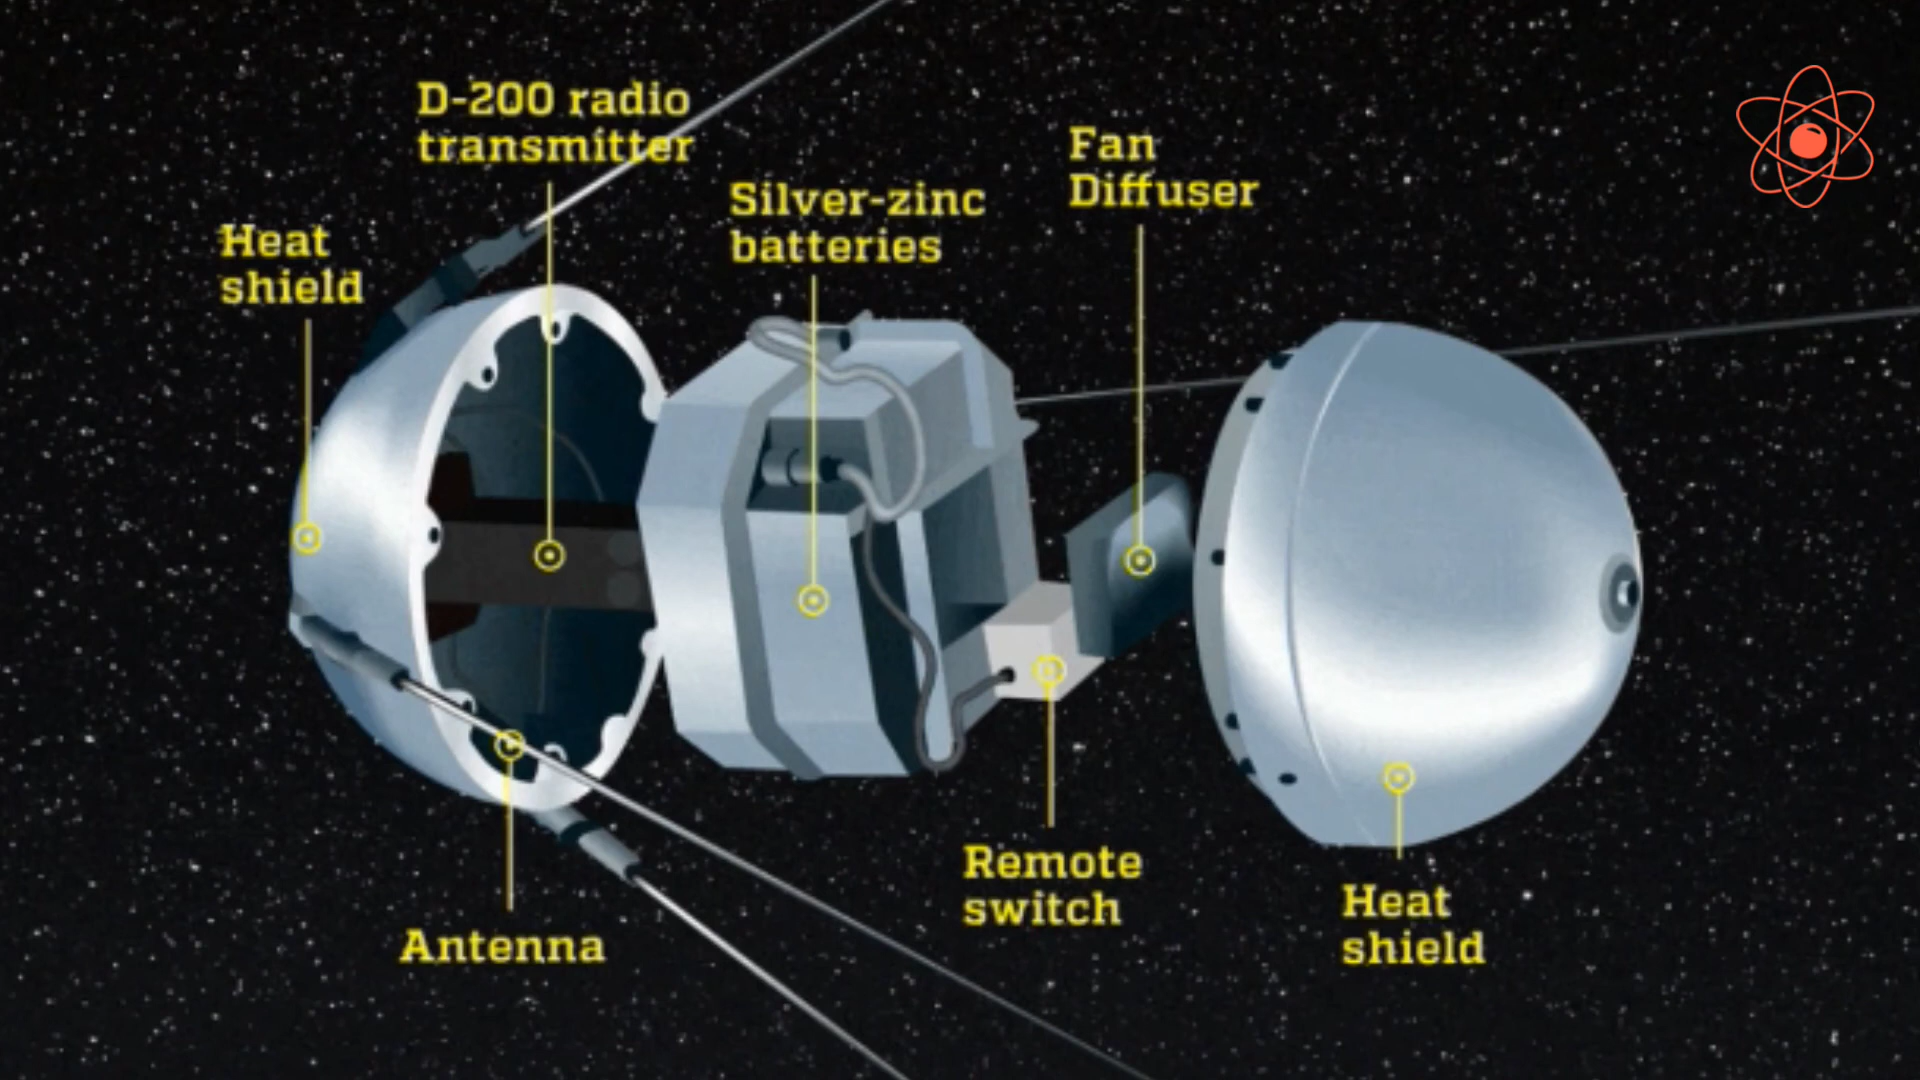 D-200 radio
transmitter
Fan
Diffuser
Silver-zinc
batteries
Heat
shield
Remote
switch
Heat
shield
Antenna